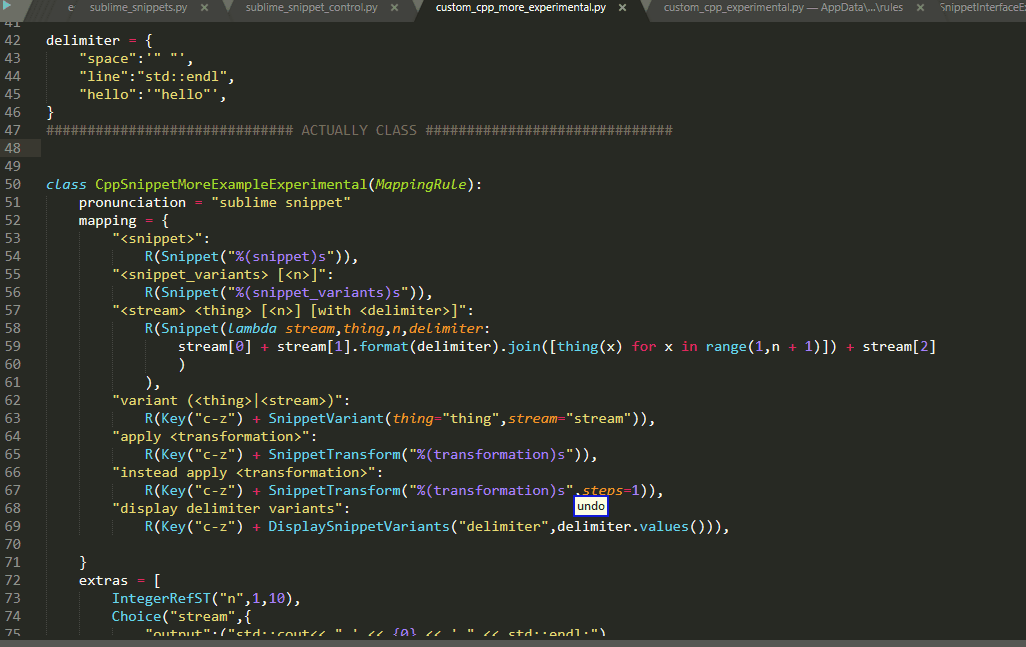 e sublime_snippets.py × sublime_snippet_control.py × custom_cpp_more_experimental.py × custom_cpp_experimental.py — AppData\...\rules × SnippetInterfaceE
41
42 delimiter = {
43     "space":'" "',
44     "line":"std::endl",
45     "hello":'"hello"',
46 }
47 ############################## ACTUALLY CLASS ##############################
48
49
50 class CppSnippetMoreExampleExperimental(MappingRule):
51     pronunciation = "sublime snippet"
52     mapping = {
53         "<snippet>":
54             R(Snippet("%(snippet)s")),
55         "<snippet_variants> [<n>]":
56             R(Snippet("%(snippet_variants)s")),
57         "<stream> <thing> [<n>] [with <delimiter>]":
58             R(Snippet(lambda stream,thing,n,delimiter:
59                 stream[0] + stream[1].format(delimiter).join([thing(x) for x in range(1,n + 1)]) + stream[2]
60                 )
61             ),
62         "variant (<thing>|<stream>)":
63             R(Key("c-z") + SnippetVariant(thing="thing",stream="stream")),
64         "apply <transformation>":
65             R(Key("c-z") + SnippetTransform("%(transformation)s")),
66         "instead apply <transformation>":
67             R(Key("c-z") + SnippetTransform("%(transformation)s",steps=1)),
undo
68         "display delimiter variants":
69             R(Key("c-z") + DisplaySnippetVariants("delimiter",delimiter.values())),
70
71     }
72     extras = [
73         IntegerRefST("n",1,10),
74         Choice("stream",{
75             "output":("std::cout<< "," << {0} << "," << std::endl;")